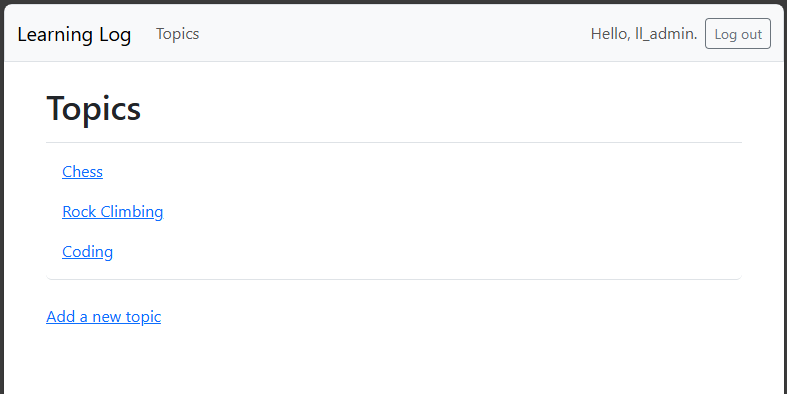 Learning Log Topics Hello, ll_admin. Log out
Topics
Chess
Rock Climbing
Coding
Add a new topic